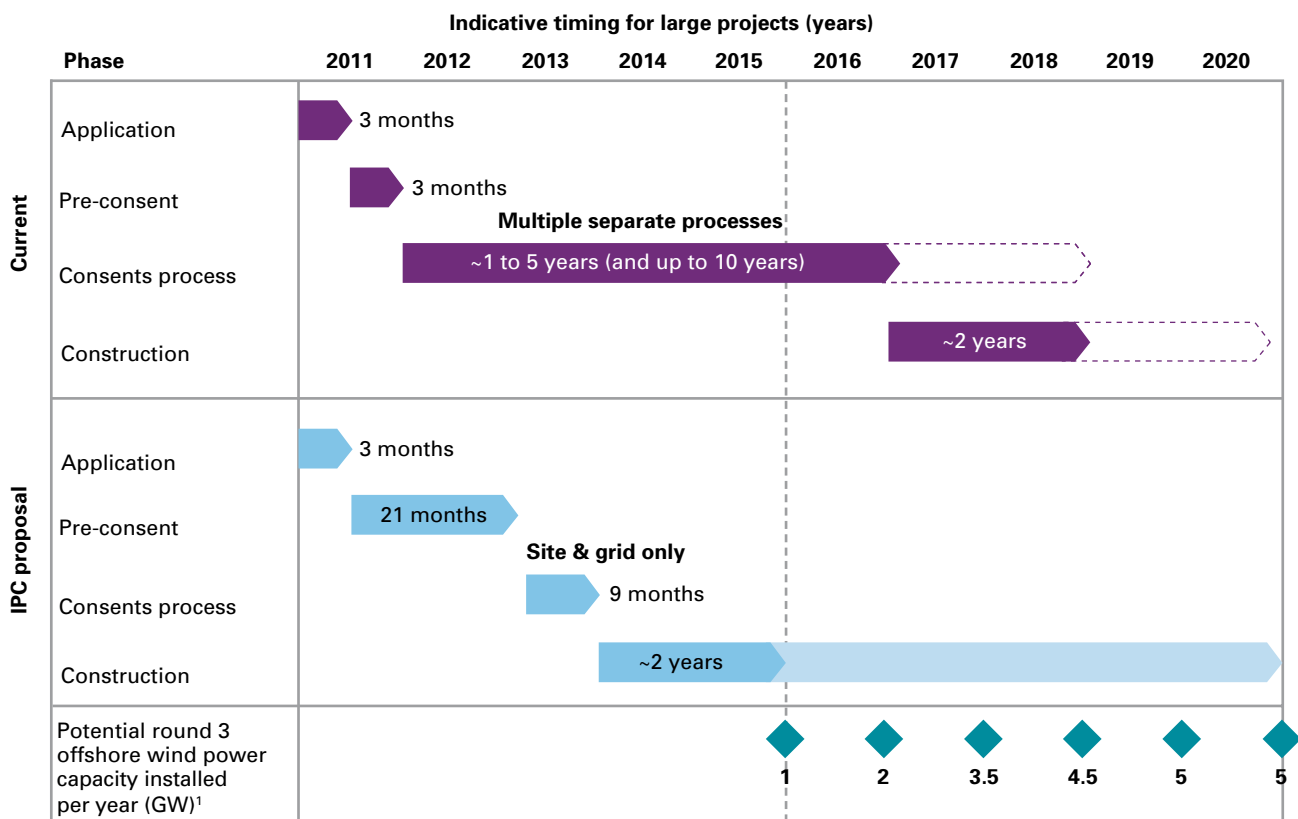 Indicative timing for large projects (years)
Phase 2011 2012 2013 2014 2015 2016 2017 2018 2019 2020
Current
Application 3 months
Pre-consent 3 months
Multiple separate processes
Consents process ~1 to 5 years (and up to 10 years)
Construction ~2 years
IPC proposal
Application 3 months
Pre-consent 21 months
Site & grid only
Consents process 9 months
Construction ~2 years
Potential round 3
offshore wind power
capacity installed
per year (GW)¹
1 2 3.5 4.5 5 5